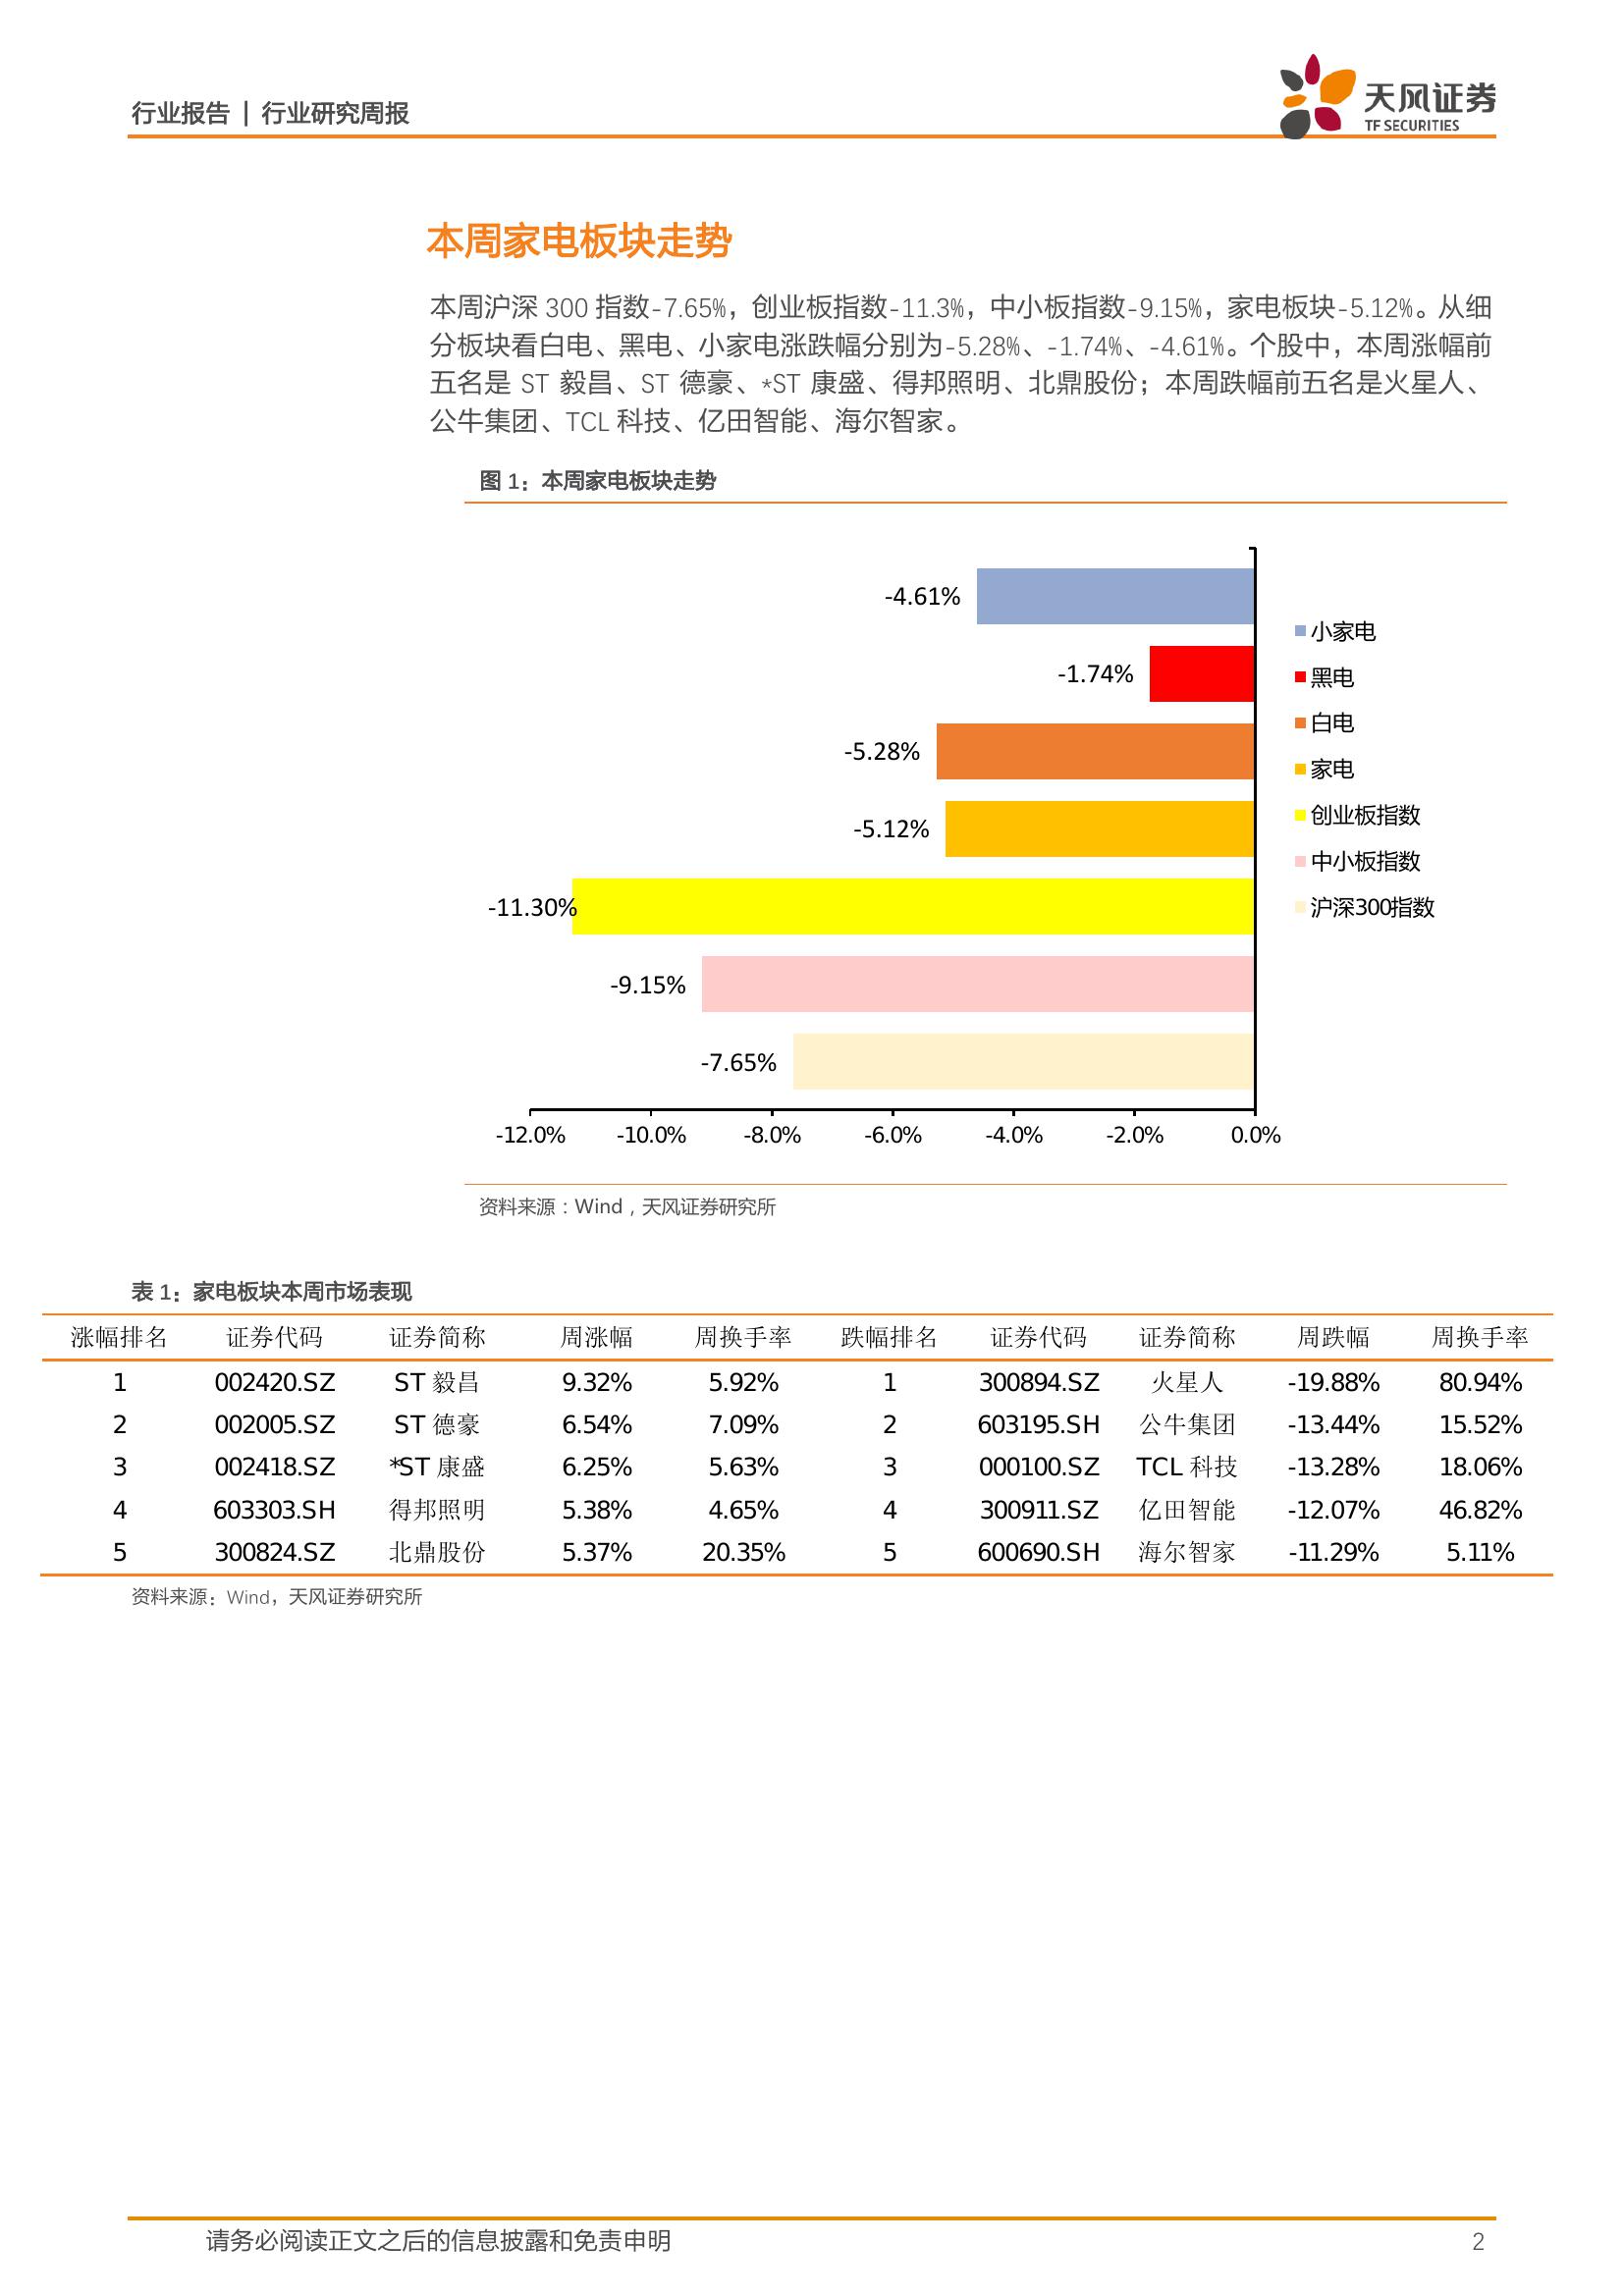 行业报告 | 行业研究周报
天风证券
TF SECURITIES
本周家电板块走势
本周沪深 300 指数-7.65%，创业板指数-11.3%，中小板指数-9.15%，家电板块-5.12%。从细
分板块看白电、黑电、小家电涨跌幅分别为-5.28%、-1.74%、-4.61%。个股中，本周涨幅前
五名是 ST 毅昌、ST 德豪、*ST 康盛、得邦照明、北鼎股份；本周跌幅前五名是火星人、
公牛集团、TCL 科技、亿田智能、海尔智家。
图 1：本周家电板块走势
-4.61%
-1.74%
-5.28%
-5.12%
-11.30%
-9.15%
-7.65%
-12.0% -10.0% -8.0% -6.0% -4.0% -2.0% 0.0%
小家电
黑电
白电
家电
创业板指数
中小板指数
沪深300指数
资料来源：Wind，天风证券研究所
表 1：家电板块本周市场表现
涨幅排名 证券代码 证券简称 周涨幅 周换手率 跌幅排名 证券代码 证券简称 周跌幅 周换手率
1 002420.SZ ST 毅昌 9.32% 5.92% 1 300894.SZ 火星人 -19.88% 80.94%
2 002005.SZ ST 德豪 6.54% 7.09% 2 603195.SH 公牛集团 -13.44% 15.52%
3 002418.SZ *ST 康盛 6.25% 5.63% 3 000100.SZ TCL 科技 -13.28% 18.06%
4 603303.SH 得邦照明 5.38% 4.65% 4 300911.SZ 亿田智能 -12.07% 46.82%
5 300824.SZ 北鼎股份 5.37% 20.35% 5 600690.SH 海尔智家 -11.29% 5.11%
资料来源：Wind，天风证券研究所
请务必阅读正文之后的信息披露和免责申明 2